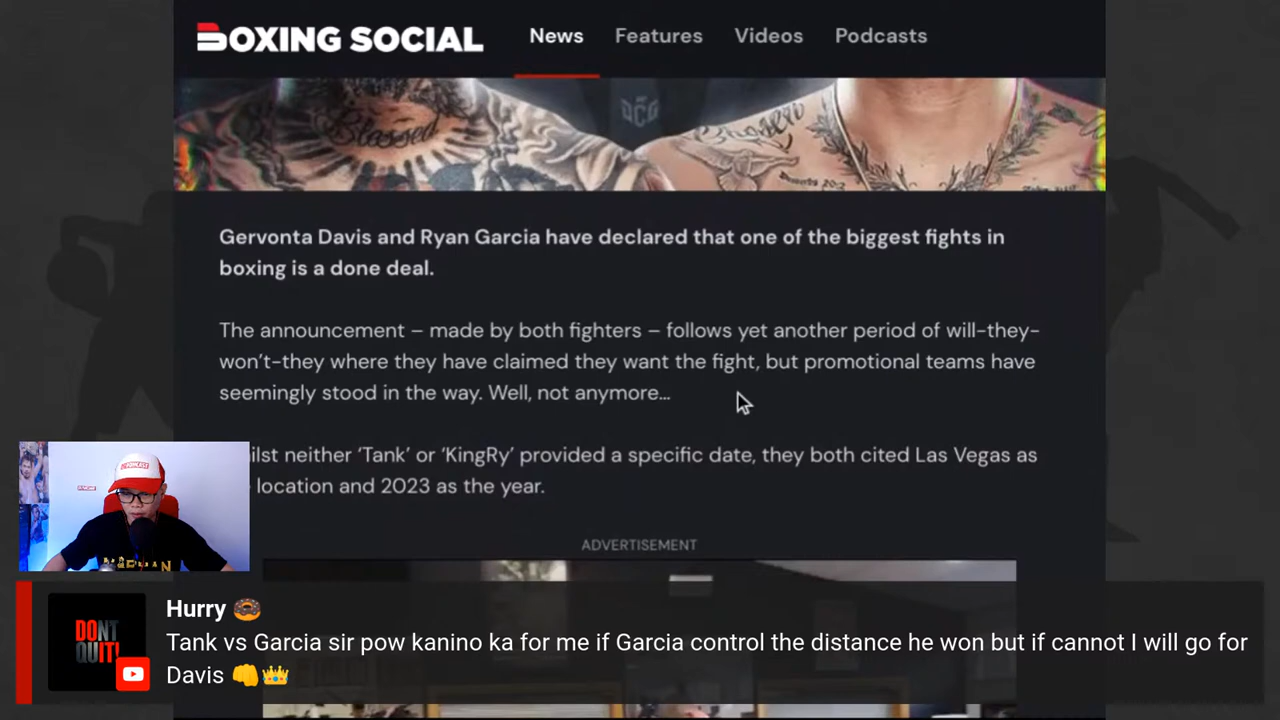 BOXING SOCIAL News Features Videos Podcasts
Blessed
Gervonta Davis and Ryan Garcia have declared that one of the biggest fights in
boxing is a done deal.
The announcement – made by both fighters – follows yet another period of will-they-
won't-they where they have claimed they want the fight, but promotional teams have
seemingly stood in the way. Well, not anymore...
ilst neither 'Tank' or 'KingRy' provided a specific date, they both cited Las Vegas as
location and 2023 as the year.
ADVERTISEMENT
DONT
QUIT!
Hurry 🍩
Tank vs Garcia sir pow kanino ka for me if Garcia control the distance he won but if cannot I will go for
Davis 👊👑